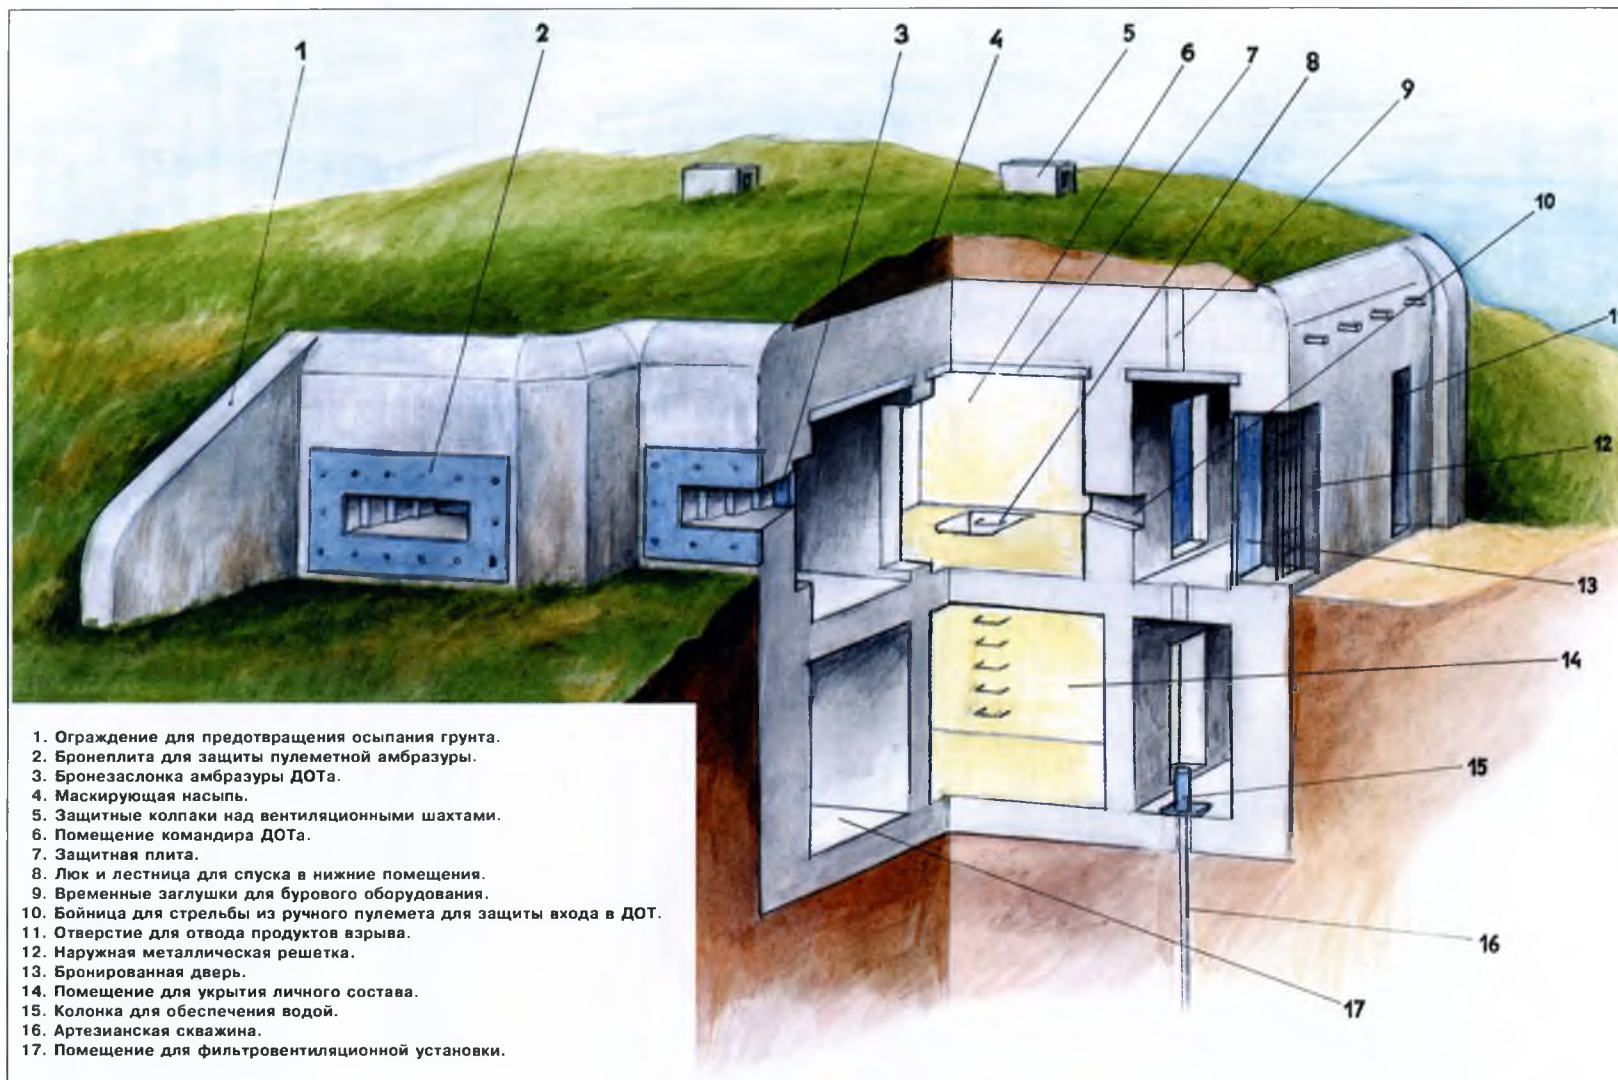 1
2
3
4
5
6
7
8
9
10
11
12
13
14
15
16
17
1. Ограждение для предотвращения осыпания грунта.
2. Бронеплита для защиты пулеметной амбразуры.
3. Бронезаслонка амбразуры ДОТа.
4. Маскирующая насыпь.
5. Защитные колпаки над вентиляционными шахтами.
6. Помещение командира ДОТа.
7. Защитная плита.
8. Люк и лестница для спуска в нижние помещения.
9. Временные заглушки для бурового оборудования.
10. Бойница для стрельбы из ручного пулемета для защиты входа в ДОТ.
11. Отверстие для отвода продуктов взрыва.
12. Наружная металлическая решетка.
13. Бронированная дверь.
14. Помещение для укрытия личного состава.
15. Колонка для обеспечения водой.
16. Артезианская скважина.
17. Помещение для фильтровентиляционной установки.